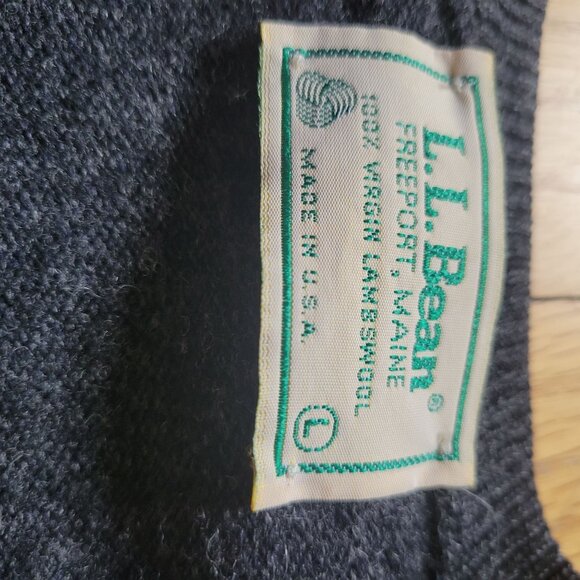 L.L.Bean®
FREEPORT, MAINE
100% VIRGIN LAMBSWOOL
MADE IN U.S.A.
L